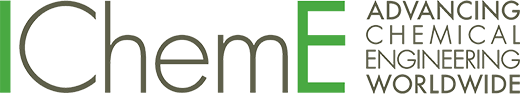 IChemE
ADVANCING
CHEMICAL
ENGINEERING
WORLDWIDE